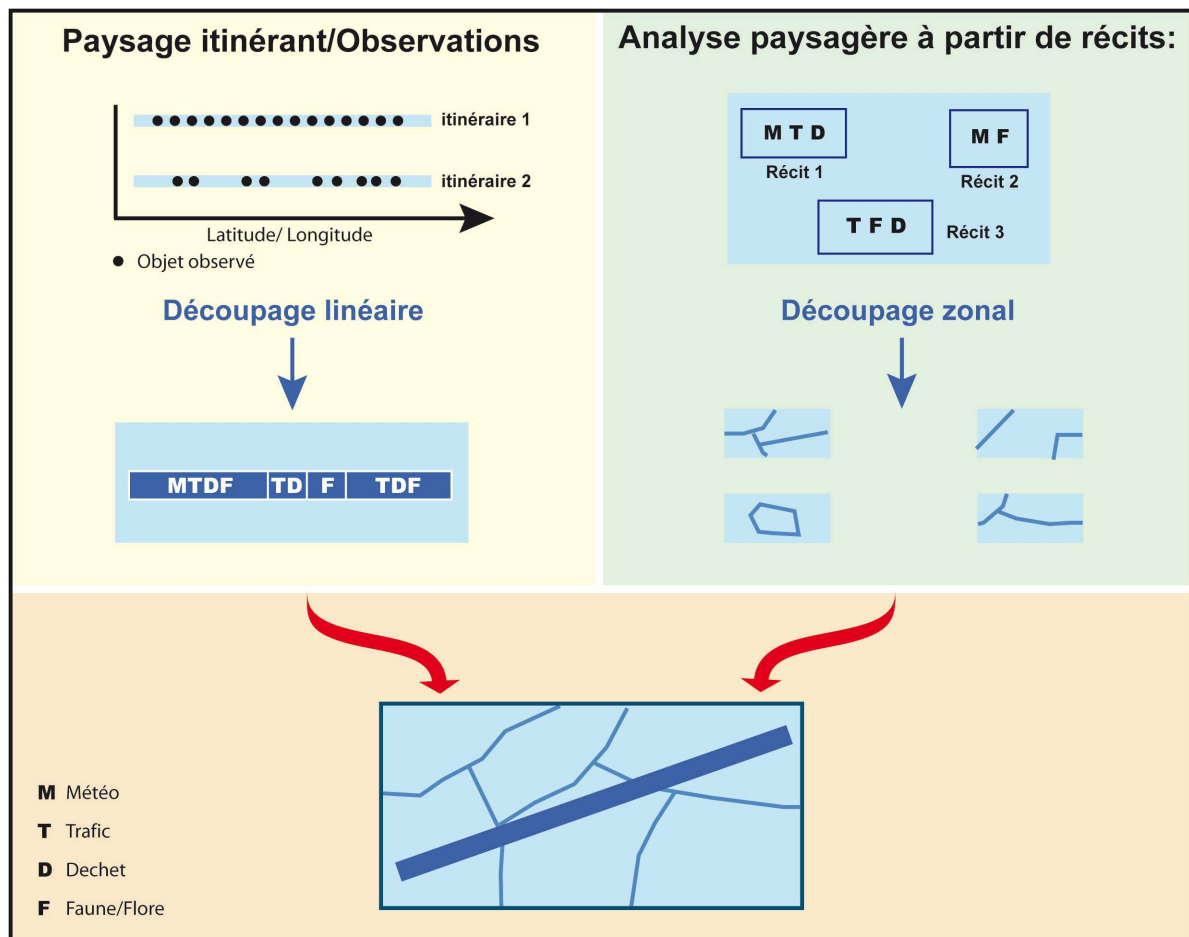 Paysage itinérant/Observations
itinéraire 1
itinéraire 2
Latitude/ Longitude
Objet observé
Découpage linéaire
MTDF TD F TDF
Analyse paysagère à partir de récits:
M T D
Récit 1
M F
Récit 2
T F D
Récit 3
Découpage zonal
M Météo
T Trafic
D Dechet
F Faune/Flore